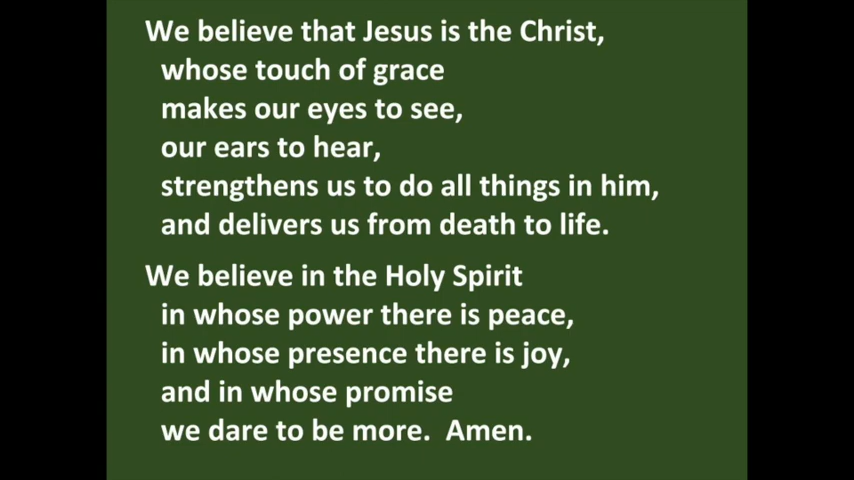 We believe that Jesus is the Christ,
whose touch of grace
makes our eyes to see,
our ears to hear,
strengthens us to do all things in him,
and delivers us from death to life.
We believe in the Holy Spirit
in whose power there is peace,
in whose presence there is joy,
and in whose promise
we dare to be more.  Amen.